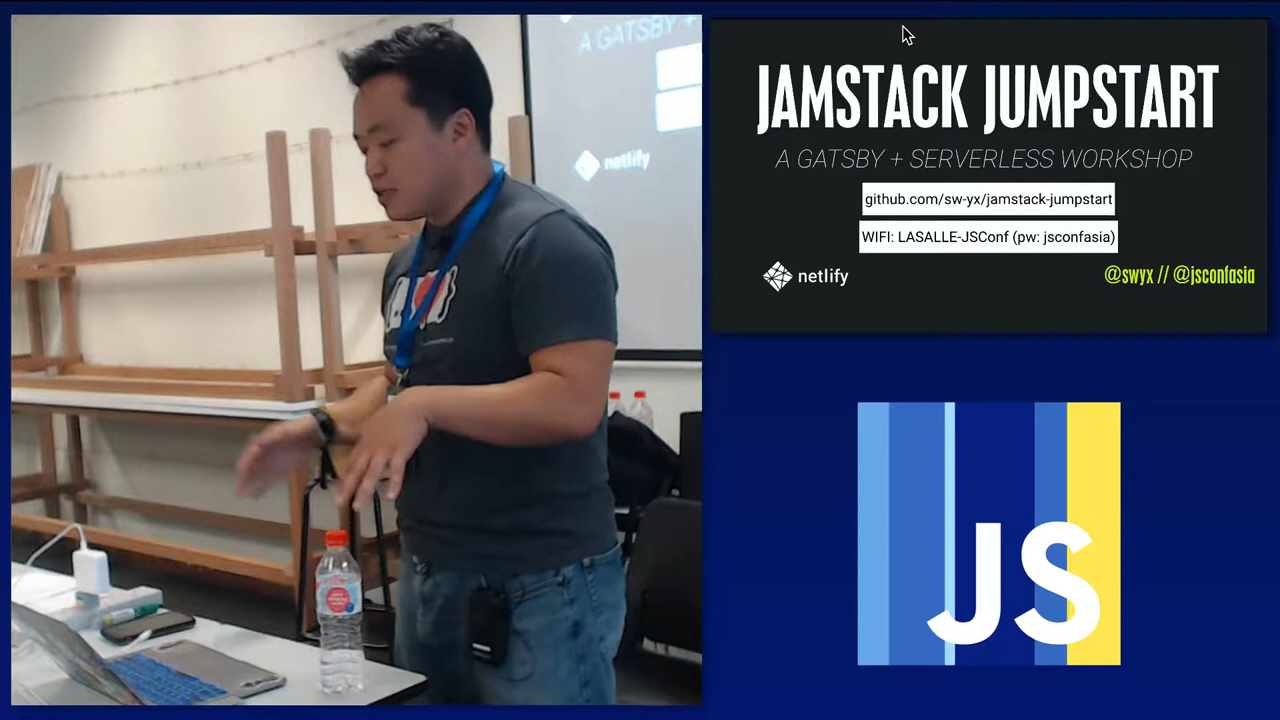 A GATSBY +
netlify
JAMSTACK JUMPSTART
A GATSBY + SERVERLESS WORKSHOP
github.com/sw-yx/jamstack-jumpstart
WIFI: LASALLE-JSConf (pw: jsconfasia)
netlify
@swyx // @jsconfasia
JS